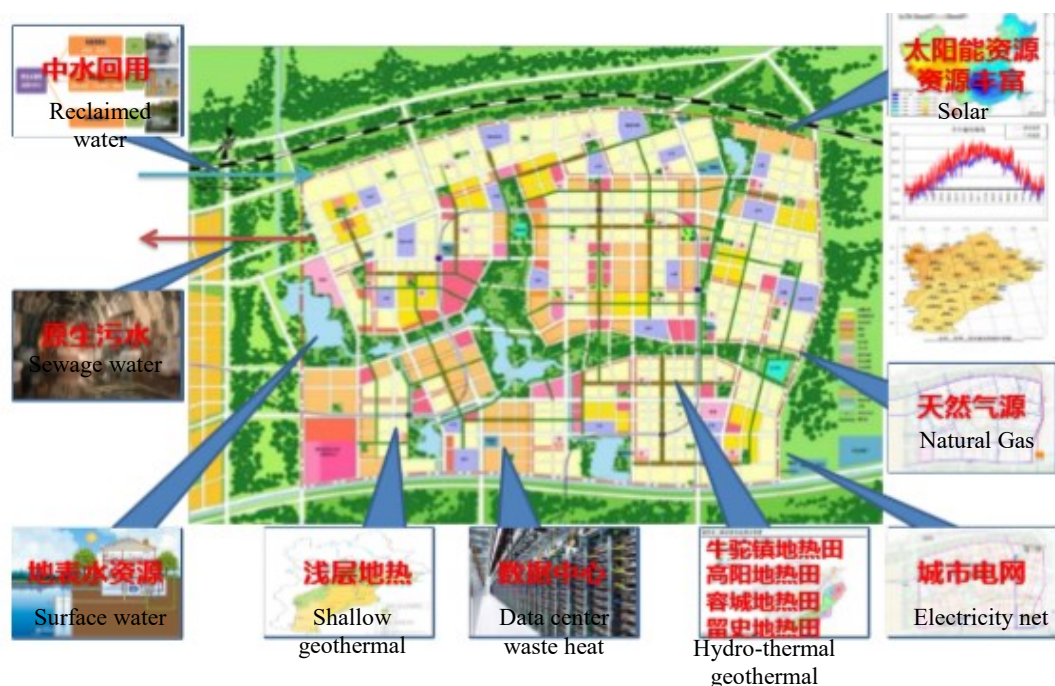 中水回用
Reclaimed
water
太阳能资源
资源丰富
Solar
原生污水
Sewage water
天然气源
Natural Gas
地表水资源
Surface water
浅层地热
Shallow
geothermal
数据中心
Data center
waste heat
牛驼镇地热田
高阳地热田
容城地热田
留史地热田
Hydro-thermal
geothermal
城市电网
Electricity net